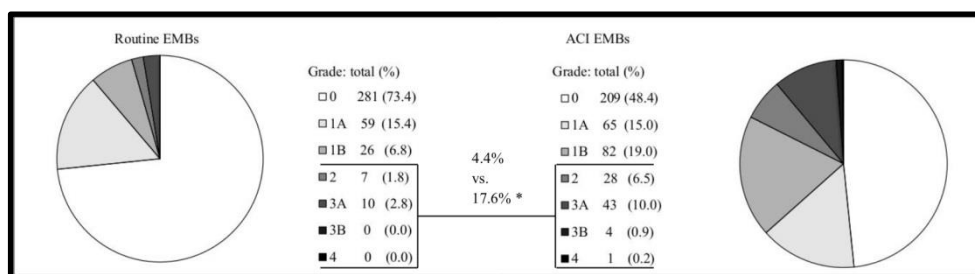 Routine EMBs
ACI EMBs
Grade: total (%)
0 281 (73.4)
1A 59 (15.4)
1B 26 (6.8)
2 7 (1.8)
3A 10 (2.8)
3B 0 (0.0)
4 0 (0.0)
4.4%
vs.
17.6% *
Grade: total (%)
0 209 (48.4)
1A 65 (15.0)
1B 82 (19.0)
2 28 (6.5)
3A 43 (10.0)
3B 4 (0.9)
4 1 (0.2)